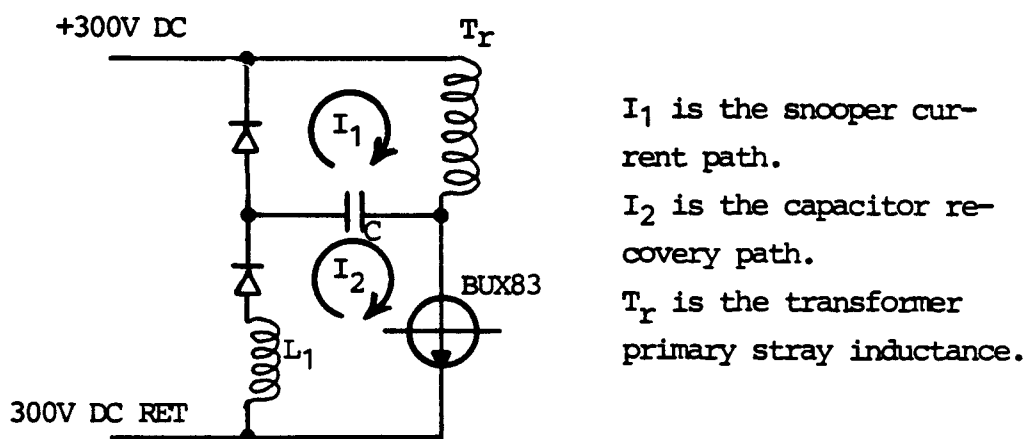 +300V DC
Tr
I1
C
I2
BUX83
L1
300V DC RET
I1 is the snooper cur-
rent path.
I2 is the capacitor re-
covery path.
Tr is the transformer
primary stray inductance.